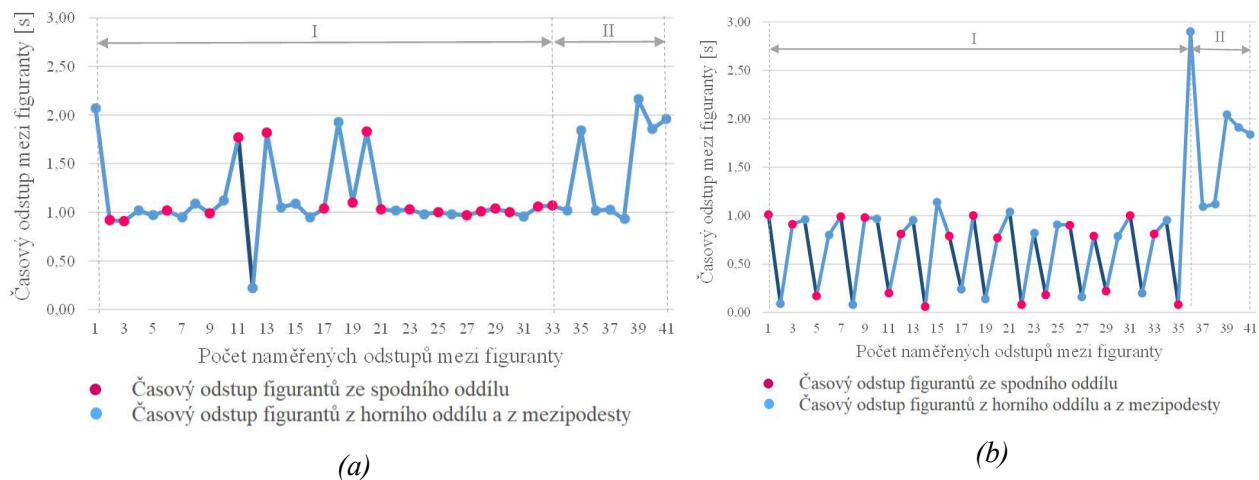 Časový odstup mezi figuranty [s]
3,00
2,50
2,00
1,50
1,00
0,50
0,00
I
II
1 3 5 7 9 11 13 15 17 19 21 23 25 27 29 31 33 35 37 39 41
Počet naměřených odstupů mezi figuranty
Časový odstup figurantů ze spodního oddílu
Časový odstup figurantů z horního oddílu a z mezipodesty
(a)
Časový odstup mezi figuranty [s]
3,00
2,50
2,00
1,50
1,00
0,50
0,00
I
II
1 3 5 7 9 11 13 15 17 19 21 23 25 27 29 31 33 35 37 39 41
Počet naměřených odstupů mezi figuranty
Časový odstup figurantů ze spodního oddílu
Časový odstup figurantů z horního oddílu a z mezipodesty
(b)